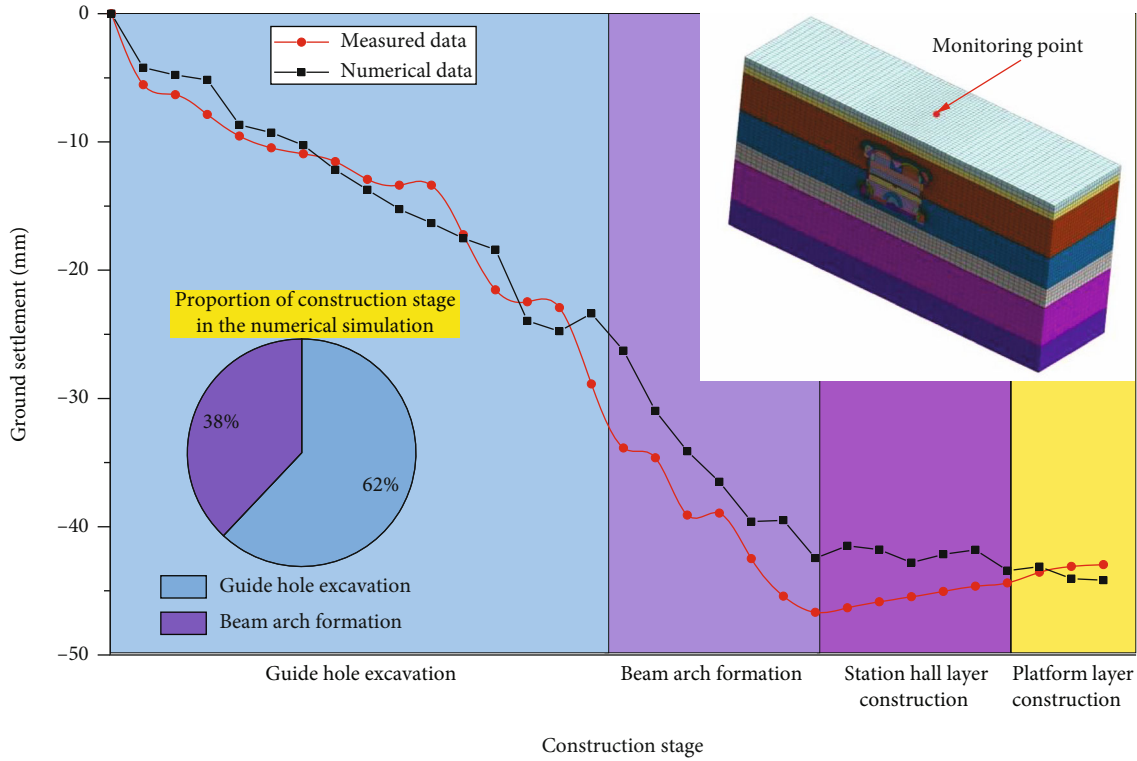 0
−10
−20
−30
−40
−50
Ground settlement (mm)
Measured data
Numerical data
Monitoring point
Proportion of construction stage
in the numerical simulation
38%
62%
Guide hole excavation
Beam arch formation
Guide hole excavation
Beam arch formation
Station hall layer
construction
Platform layer
construction
Construction stage